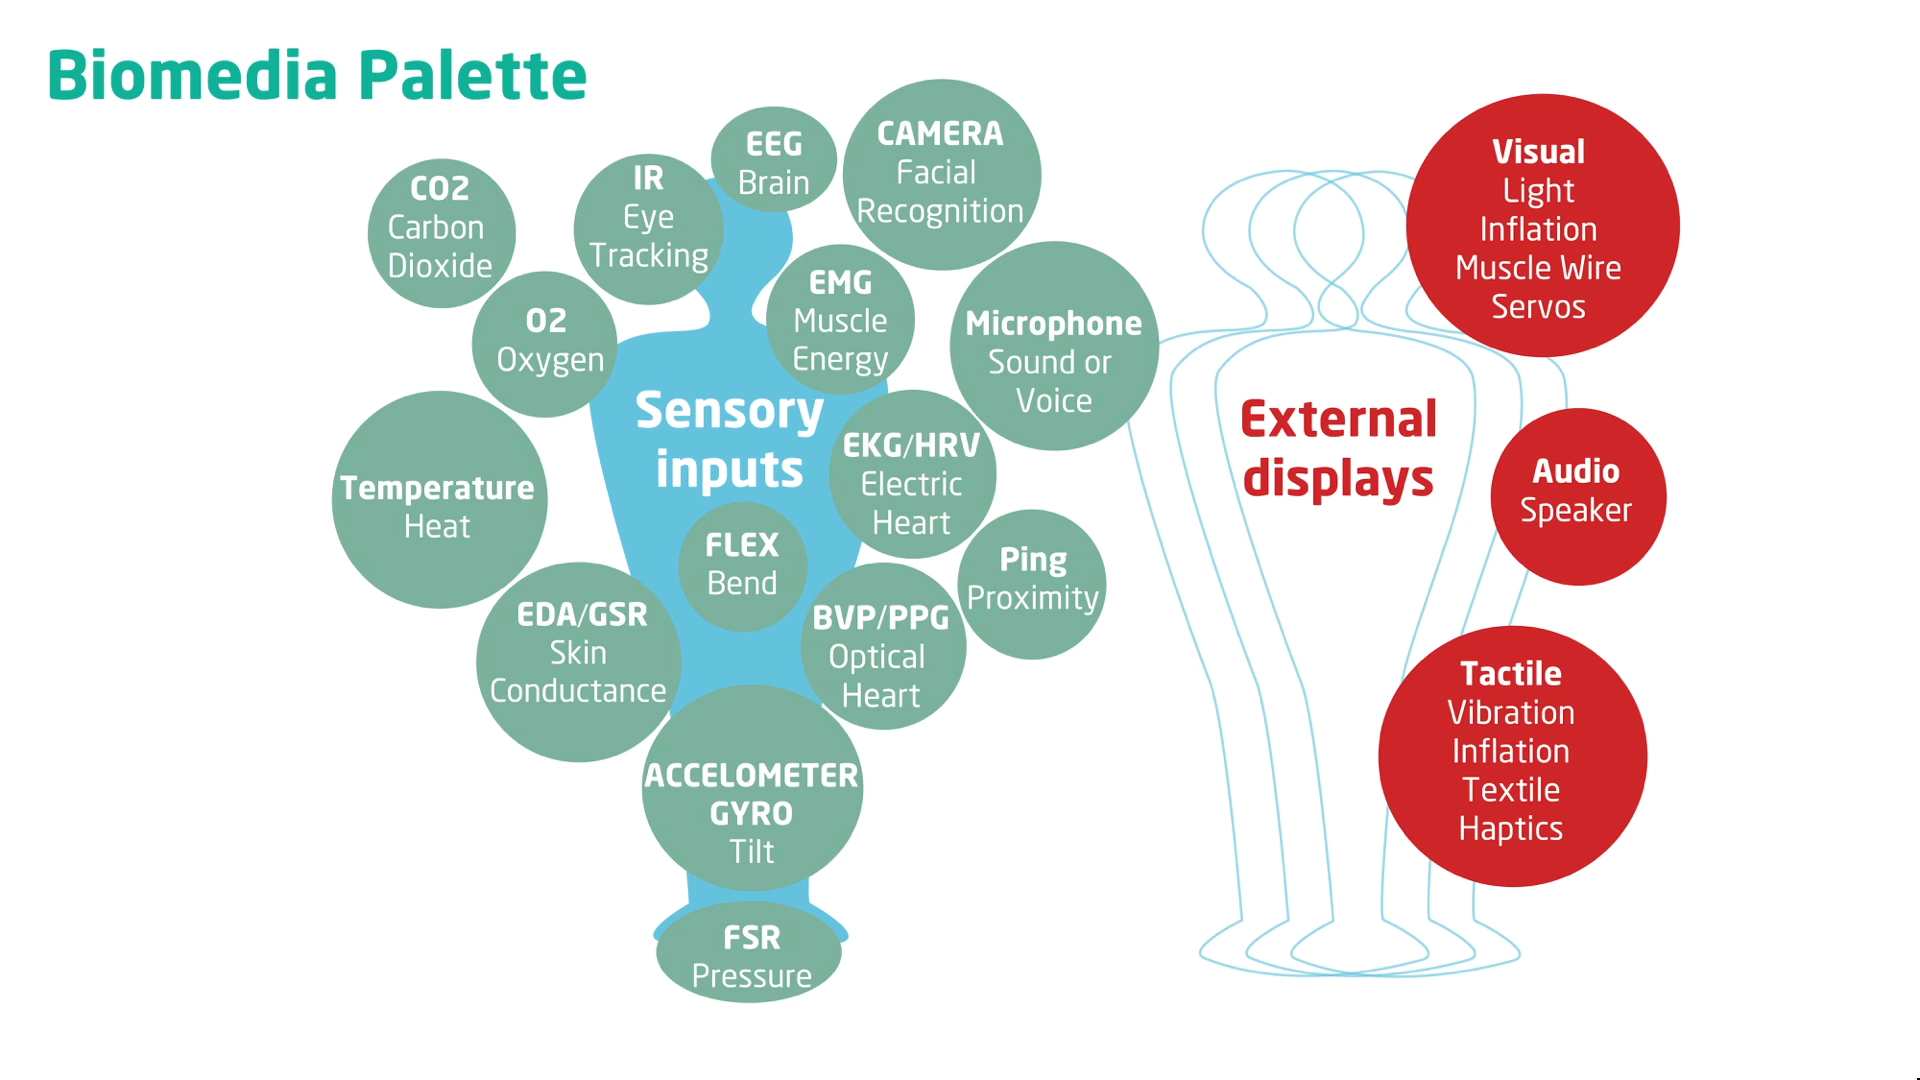 Biomedia Palette
EEG
Brain
CAMERA
Facial
Recognition
CO2
Carbon
Dioxide
IR
Eye
Tracking
O2
Oxygen
EMG
Muscle
Energy
Microphone
Sound or
Voice
Sensory
inputs
Temperature
Heat
EKG/HRV
Electric
Heart
FLEX
Bend
Ping
Proximity
EDA/GSR
Skin
Conductance
BVP/PPG
Optical
Heart
ACCELOMETER
GYRO
Tilt
FSR
Pressure
External
displays
Visual
Light
Inflation
Muscle Wire
Servos
Audio
Speaker
Tactile
Vibration
Inflation
Textile
Haptics